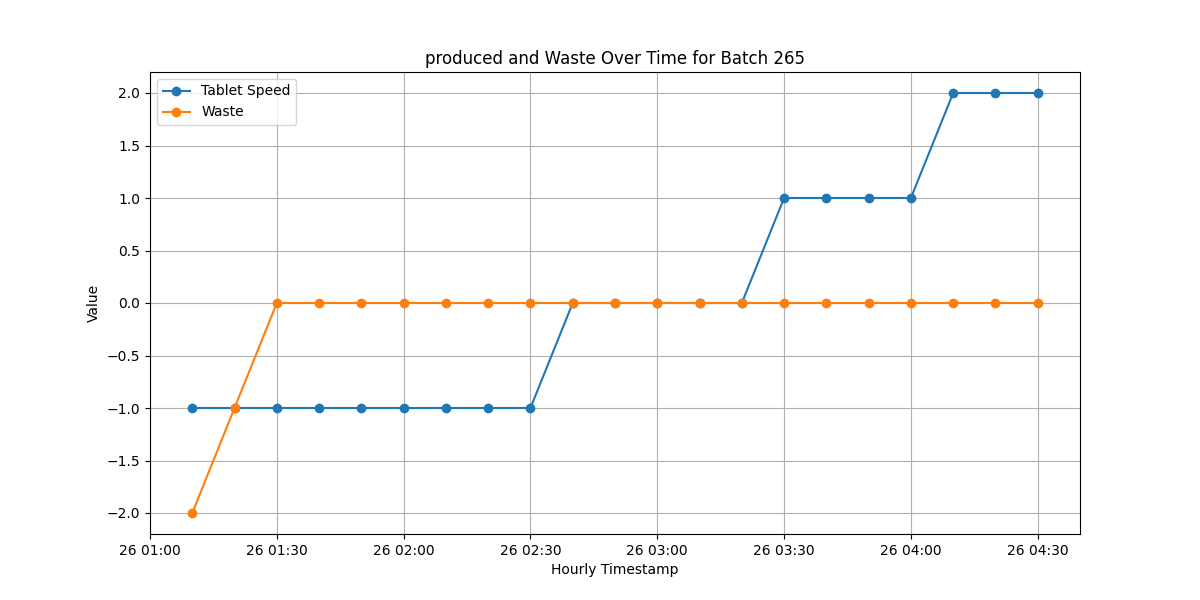 produced and Waste Over Time for Batch 265
Tablet Speed
Waste
Value
2.0
1.5
1.0
0.5
0.0
−0.5
−1.0
−1.5
−2.0
26 01:00 26 01:30 26 02:00 26 02:30 26 03:00 26 03:30 26 04:00 26 04:30
Hourly Timestamp